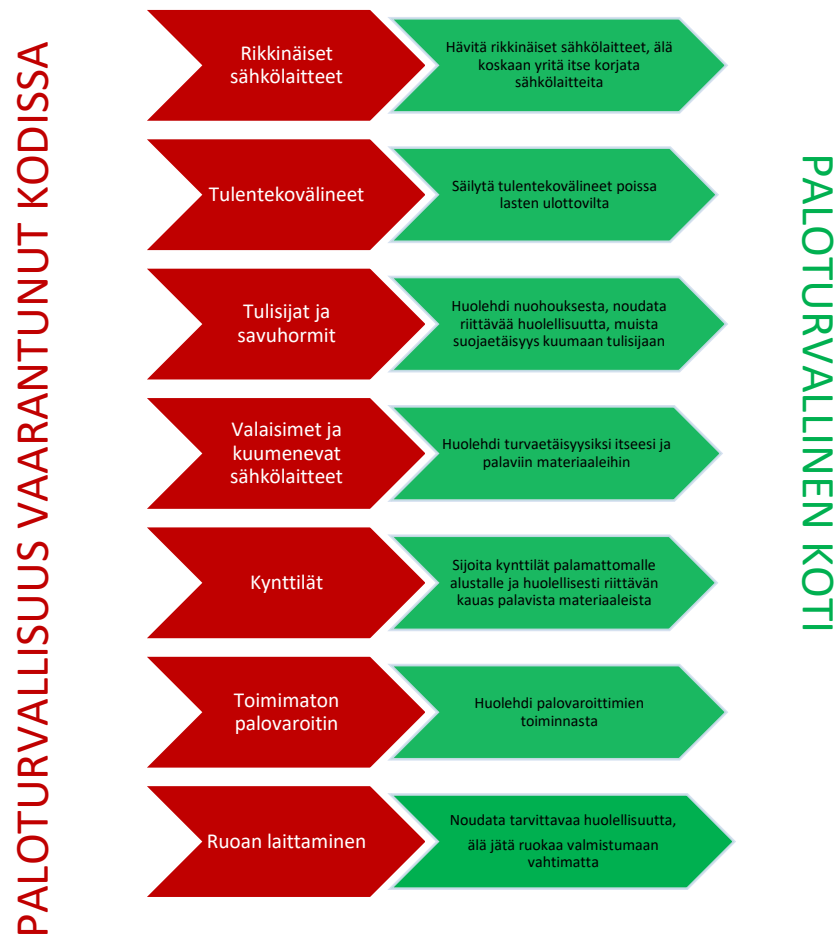 PALOTURVALLISUUS VAARANTUNUT KODISSA
Rikkinäiset
sähkölaitteet
Hävitä rikkinäiset sähkölaitteet, älä
koskaan yritä itse korjata
sähkölaitteita
Tulentekovälineet
Säilytä tulentekovälineet poissa
lasten ulottovilta
Tulisijat ja
savuhormit
Huolehdi nuohouksesta, noudata
riittävää huolellisuutta, muista
suojaetäisyys kuumaan tulisijaan
Valaisimet ja
kuumenevat
sähkölaitteet
Huolehdi turvaetäisyysiksi itseesi ja
palaviin materiaaleihin
Kynttilät
Sijoita kynttilät palamattomalle
alustalle ja huolellisesti riittävän
kauas palavista materiaaleista
Toimimaton
palovaroitin
Huolehdi palovaroittimien
toiminnasta
Ruoan laittaminen
Noudata tarvittavaa huolellisuutta,
älä jätä ruokaa valmistumaan
vahtimatta
PALOTURVALLINEN KOTI